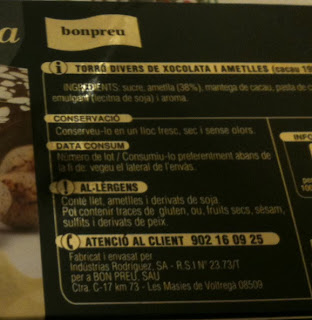 a
bonpreu
TORRÓ DIVERS DE XOCOLATA I AMETLLES (cacau 19
INGREDIENTS: sucre, ametlla (38%), mantega de cacau, pasta de c
emulgent (lecitina de soja) i aroma.
CONSERVACIÓ
Conserveu-lo en un lloc fresc, sec i sense olors.
DATA CONSUM
Número de lot / Consumiu-lo preferentment abans de
la fi de: vegeu el lateral de l'envàs.
AL·LÈRGENS
Conté llet, ametlles i derivats de soja.
Pot contenir traces de gluten, ou, fruits secs, sèsam,
sulfits i derivats de peix.
ATENCIÓ AL CLIENT 902 16 09 25
Fabricat i envasat per
Indústrias Rodríguez, SA - R.S.I Nº 23.73/T
per a BON PREU, SAU
Ctra. C-17 km 73 - Les Masies de Voltregà 08509
INFO
100